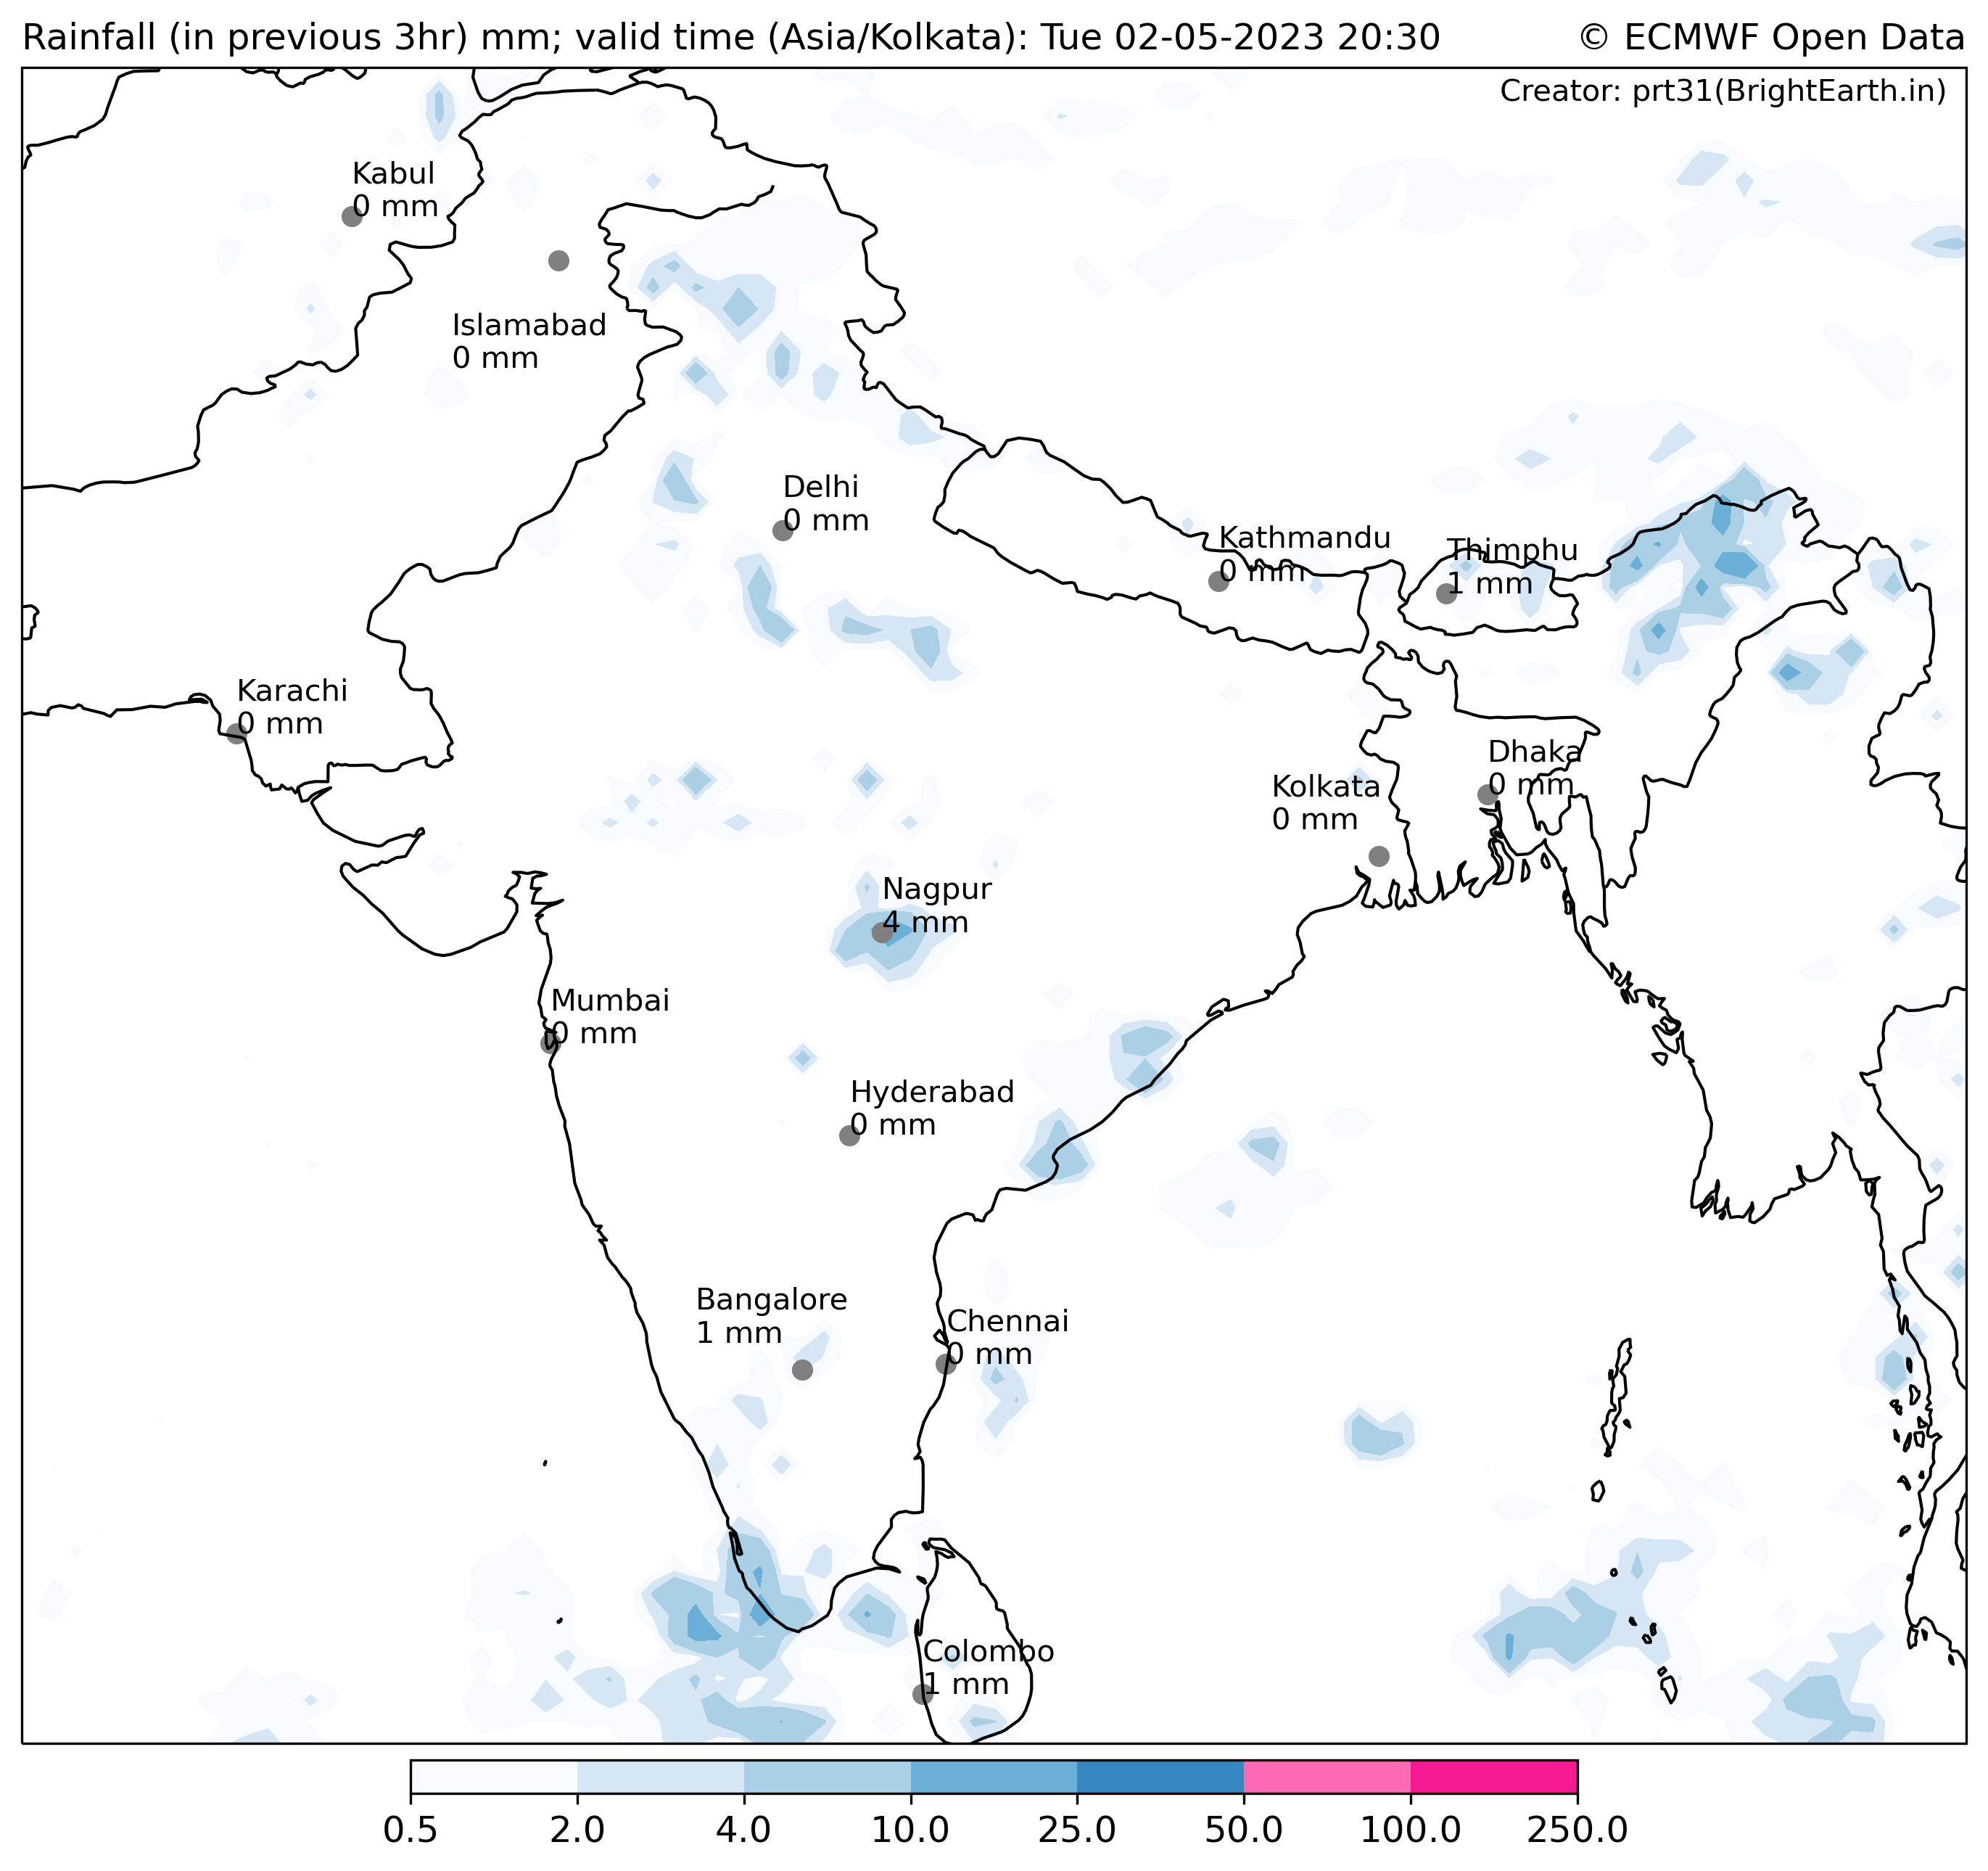 Rainfall (in previous 3hr) mm; valid time (Asia/Kolkata): Tue 02-05-2023 20:30
© ECMWF Open Data
Creator: prt31(BrightEarth.in)
Kabul
0 mm
Islamabad
0 mm
Delhi
0 mm
Kathmandu
0 mm
Thimphu
1 mm
Karachi
0 mm
Dhaka
0 mm
Kolkata
0 mm
Nagpur
4 mm
Mumbai
0 mm
Hyderabad
0 mm
Bangalore
1 mm
Chennai
0 mm
Colombo
1 mm
0.5 2.0 4.0 10.0 25.0 50.0 100.0 250.0